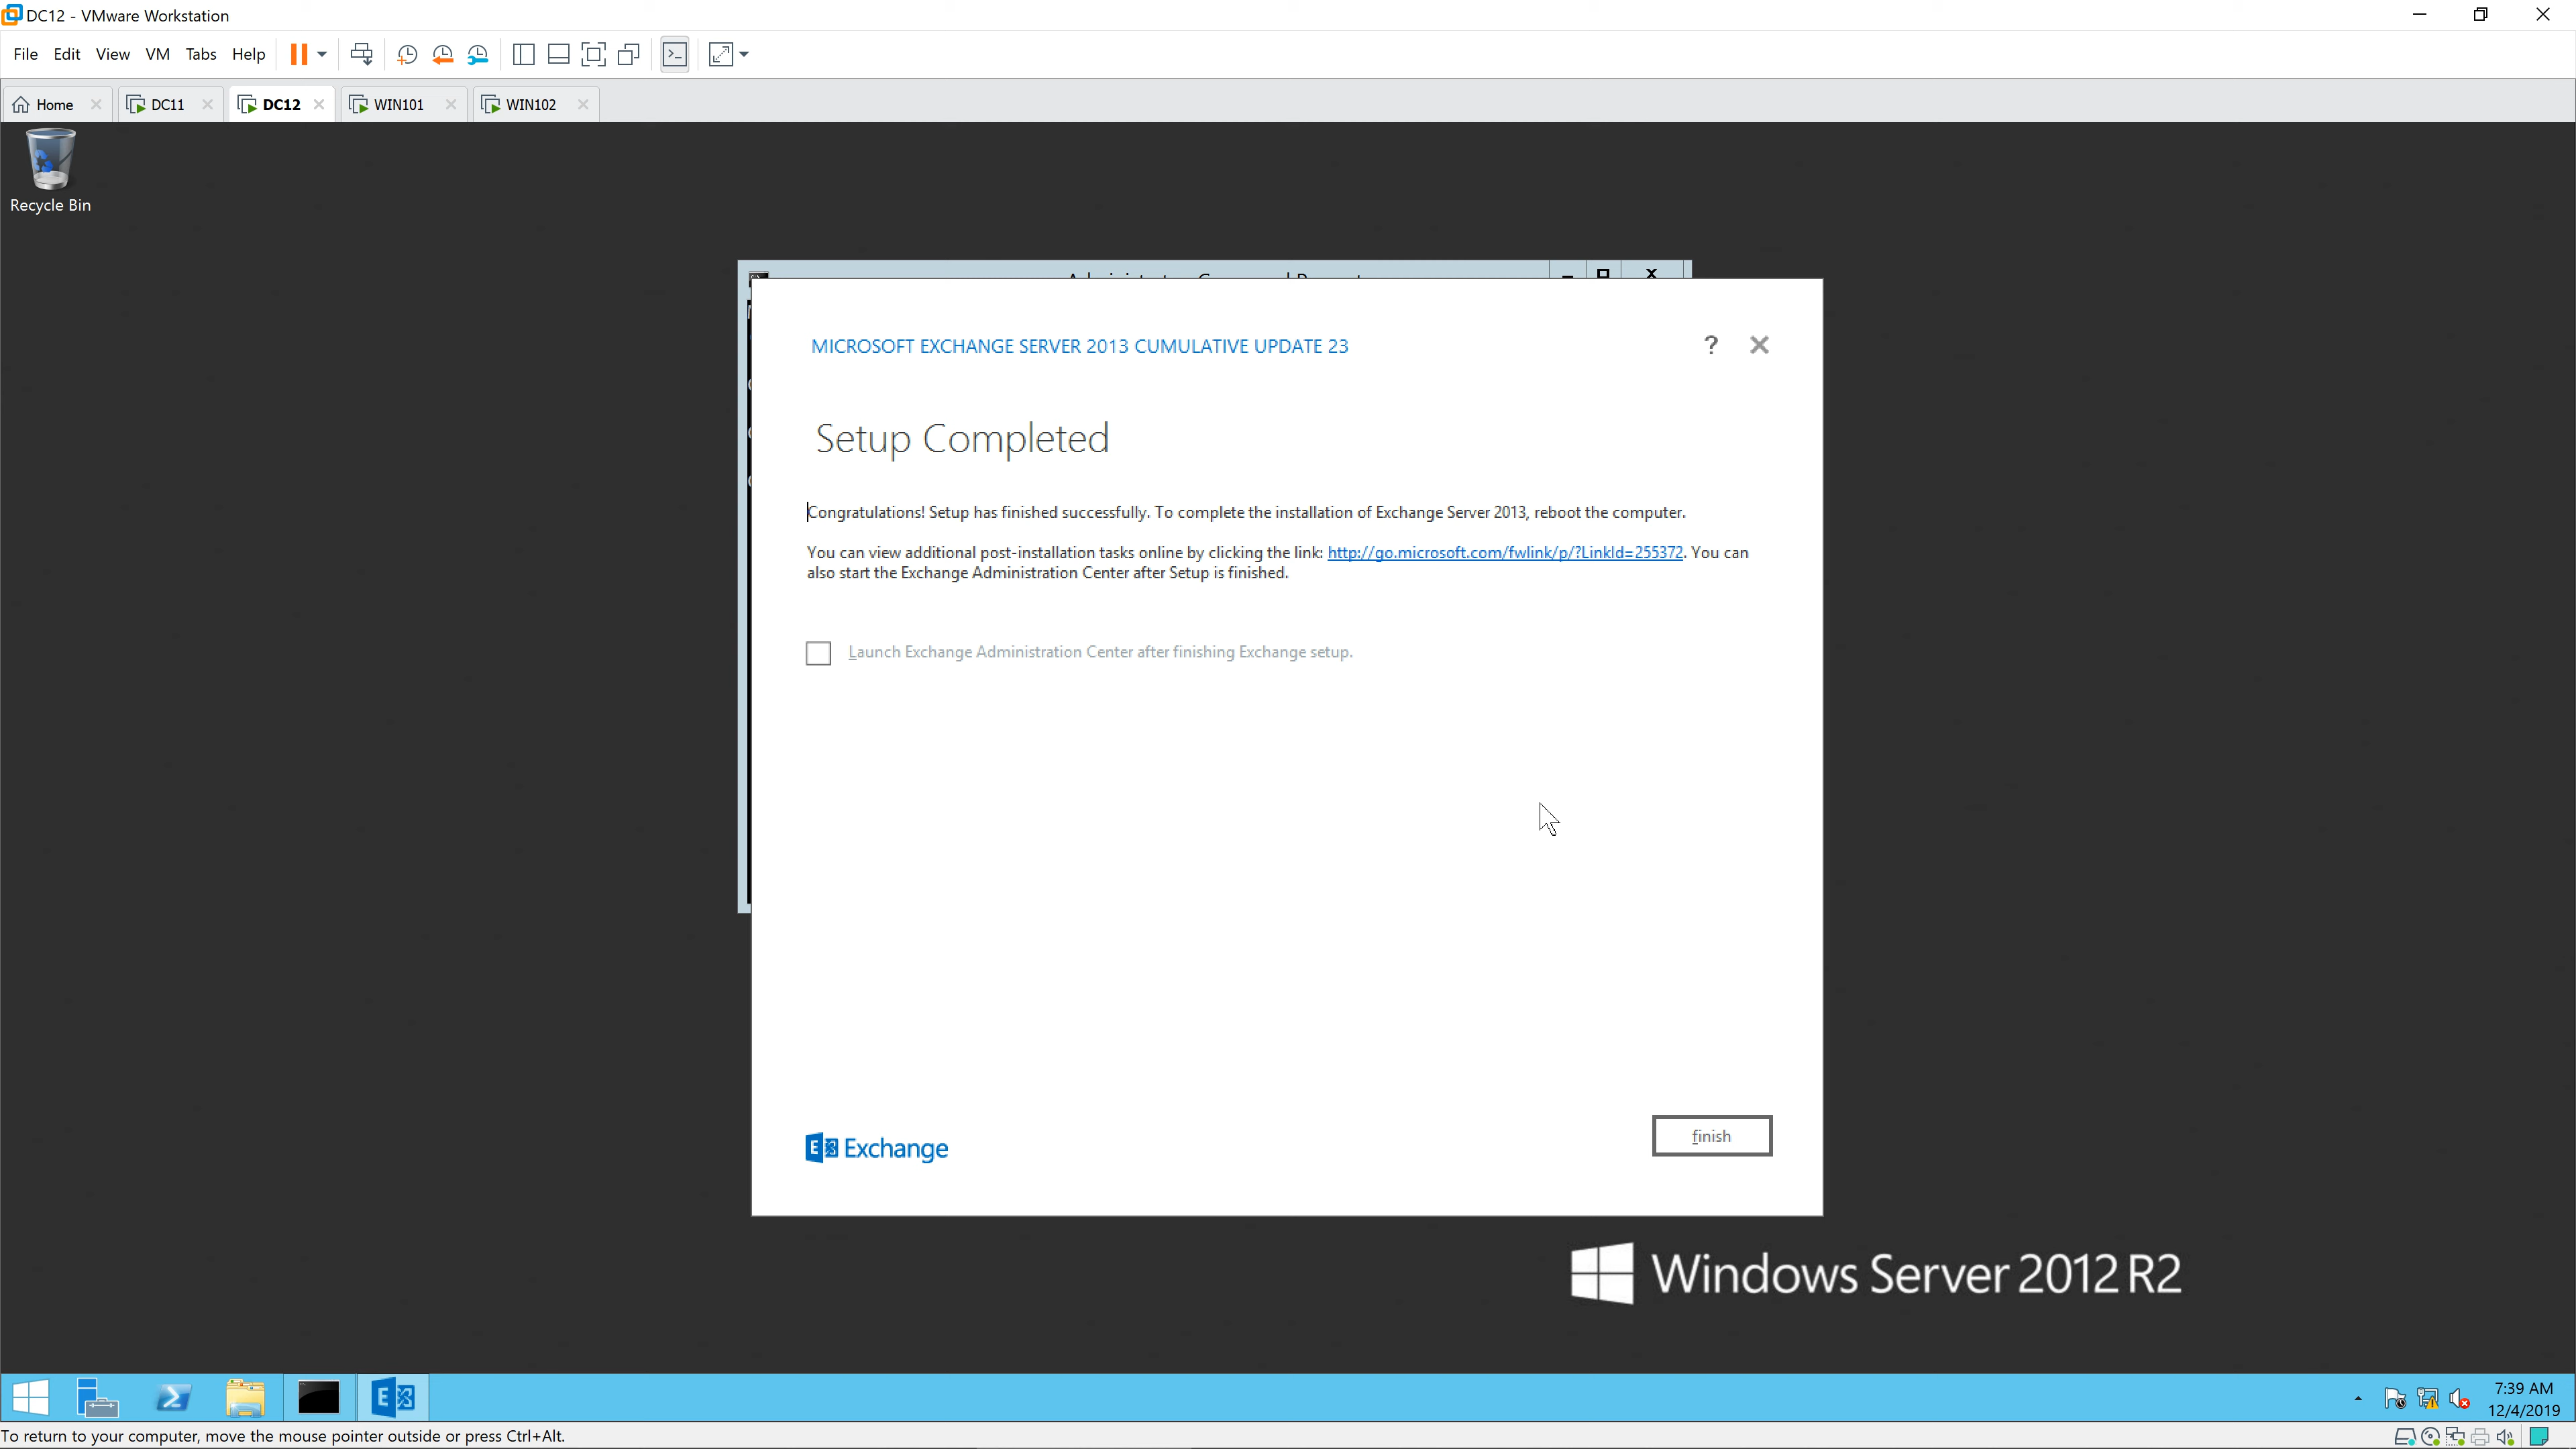 DC12 - VMware Workstation
File Edit View VM Tabs Help
Home DC11 DC12 WIN101 WIN102
Recycle Bin
MICROSOFT EXCHANGE SERVER 2013 CUMULATIVE UPDATE 23 ?
Setup Completed
Congratulations! Setup has finished successfully. To complete the installation of Exchange Server 2013, reboot the computer.
You can view additional post-installation tasks online by clicking the link: http://go.microsoft.com/fwlink/p/?LinkId=255372. You can
also start the Exchange Administration Center after Setup is finished.
Launch Exchange Administration Center after finishing Exchange setup.
finish
E Exchange
Windows Server 2012 R2
7:39 AM
12/4/2019
To return to your computer, move the mouse pointer outside or press Ctrl+Alt.